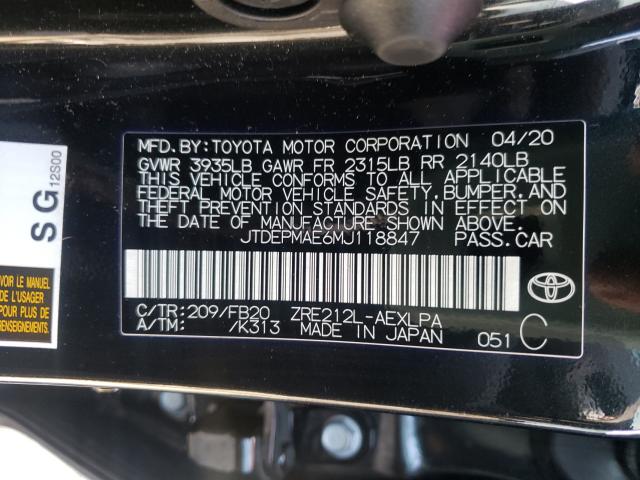 MFD.BY:TOYOTA MOTOR CORPORATION 04/20
GVWR 3935LB GAWR FR 2315LB RR 2140LB
THIS VEHICLE CONFORMS TO ALL APPLICABLE
FEDERAL MOTOR VEHICLE SAFETY, BUMPER, AND
THEFT PREVENTION STANDARDS IN EFFECT ON
THE DATE OF MANUFACTURE SHOWN ABOVE.
JTDEPMAE6MJ118847 PASS.CAR
C/TR:209/FB20 ZRE212L-AEXLPA
A/TM: /K313 MADE IN JAPAN 051 C
SG 12S00
VOIR LE MANUEL
DE L'USAGER